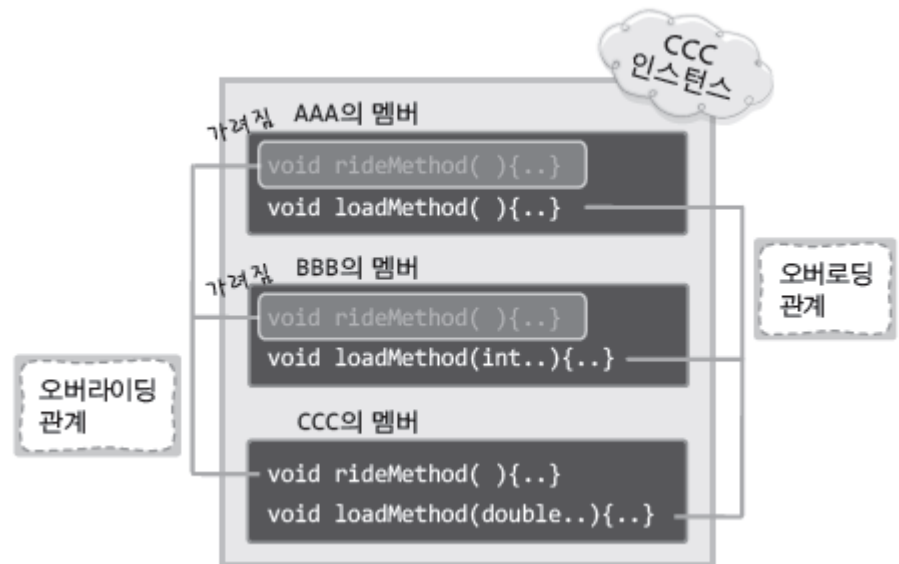 CCC
인스턴스
가려짐
AAA의 멤버
void rideMethod( ){..}
void loadMethod( ){..}
가려짐
BBB의 멤버
void rideMethod( ){..}
void loadMethod(int..){..}
오버로딩
관계
오버라이딩
관계
CCC의 멤버
void rideMethod( ){..}
void loadMethod(double..){..}